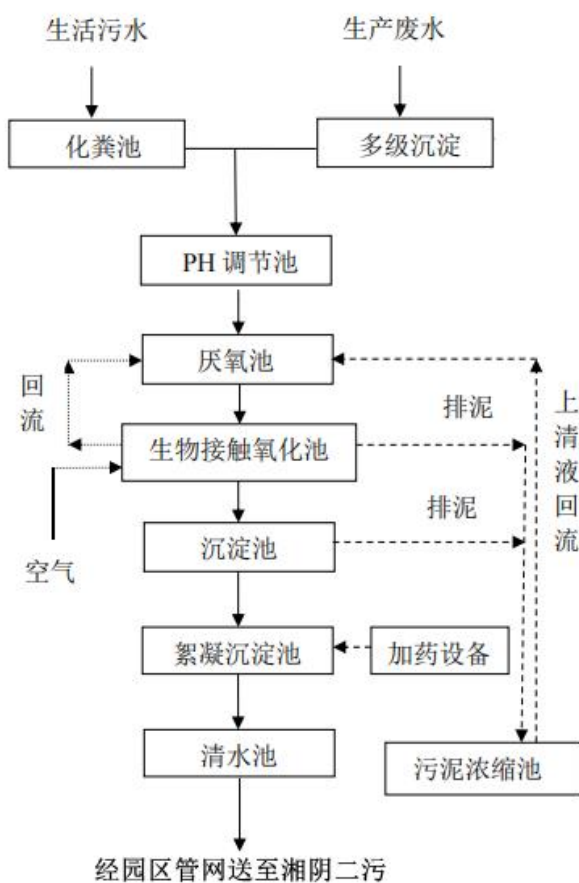 生活污水
生产废水
化粪池
多级沉淀
PH 调节池
厌氧池
回流
排泥
上清液回流
生物接触氧化池
排泥
空气
沉淀池
絮凝沉淀池
加药设备
清水池
污泥浓缩池
经园区管网送至湘阴二污